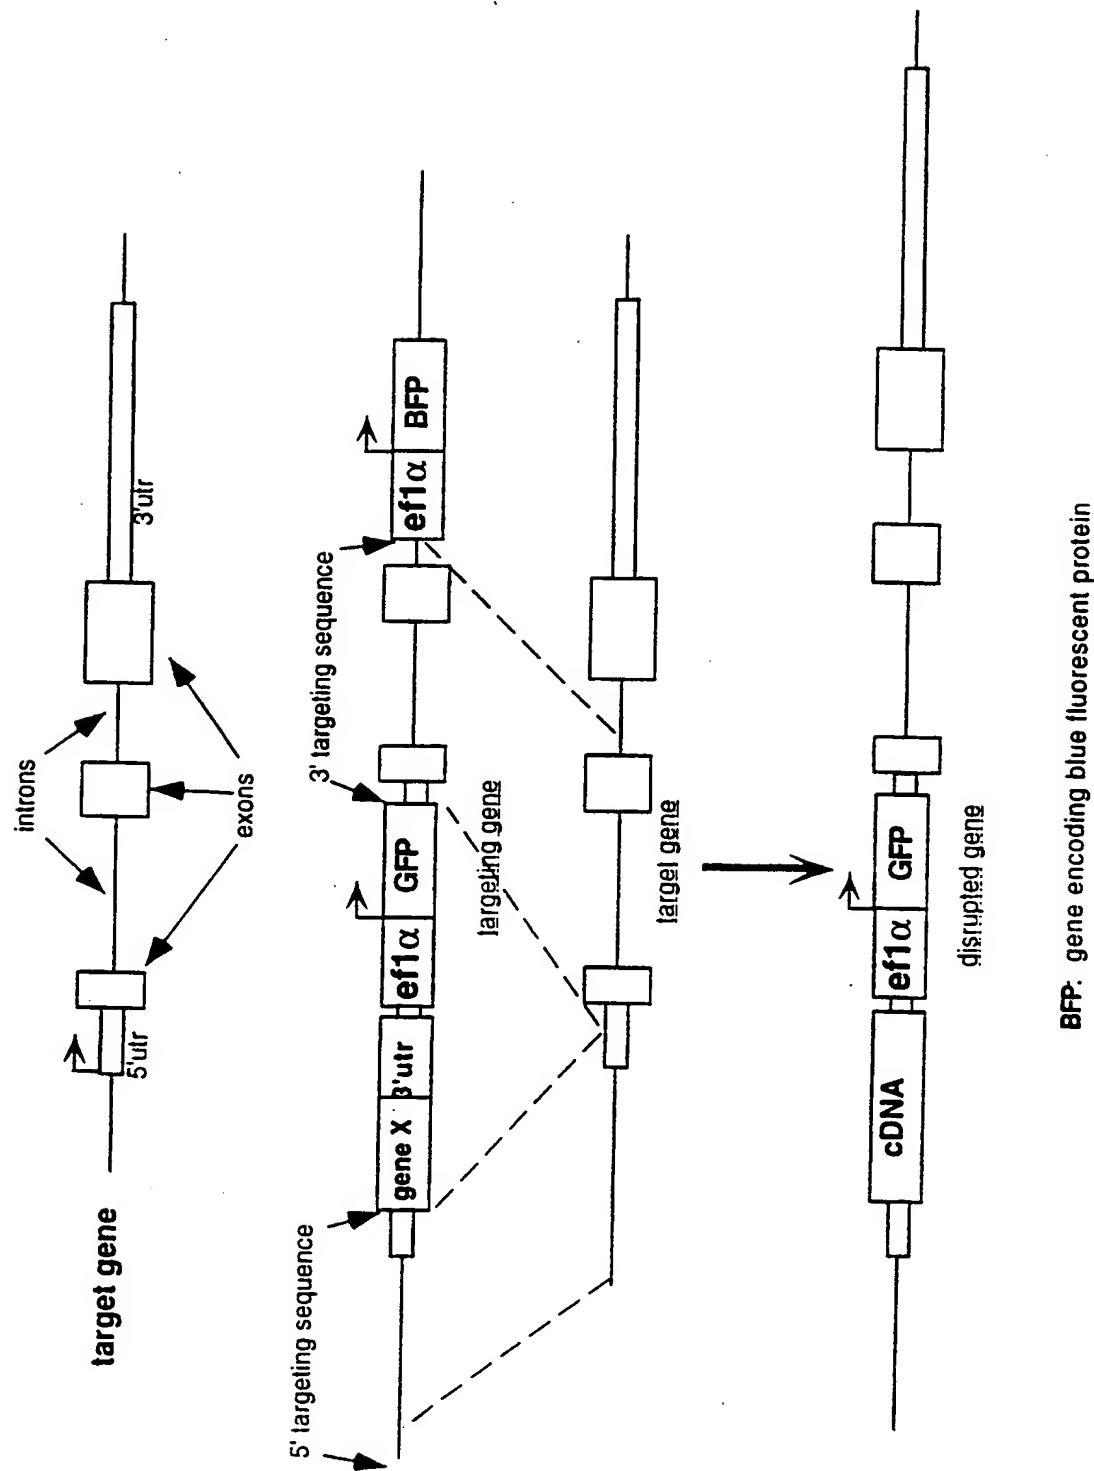 target gene
introns
5'utr
3'utr
exons
5' targeting sequence
3' targeting sequence
gene X
3'utr
ef1α
GFP
ef1α
BFP
targeting gene
target gene
cDNA
ef1α
GFP
disrupted gene
BFP: gene encoding blue fluorescent protein